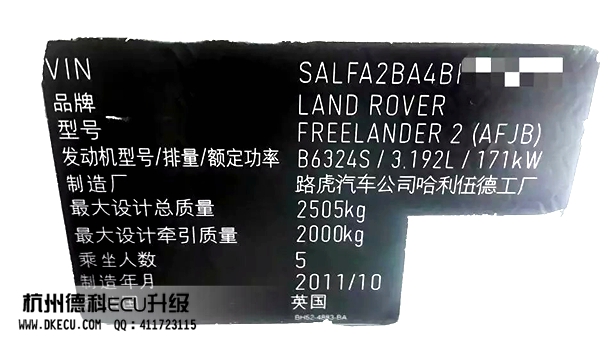 VIN SALFA2BA4B
品牌 LAND ROVER
型号 FREELANDER 2 (AFJB)
发动机型号/排量/额定功率 B6324S / 3.192L / 171kW
制造厂 路虎汽车公司哈利伍德工厂
最大设计总质量 2505kg
最大设计牵引质量 2000kg
乘坐人数 5
制造年月 2011/10
国 英国
杭州德科ECU升级
WWW.DKECU.COM QQ：411723115
BH52-4883-BA